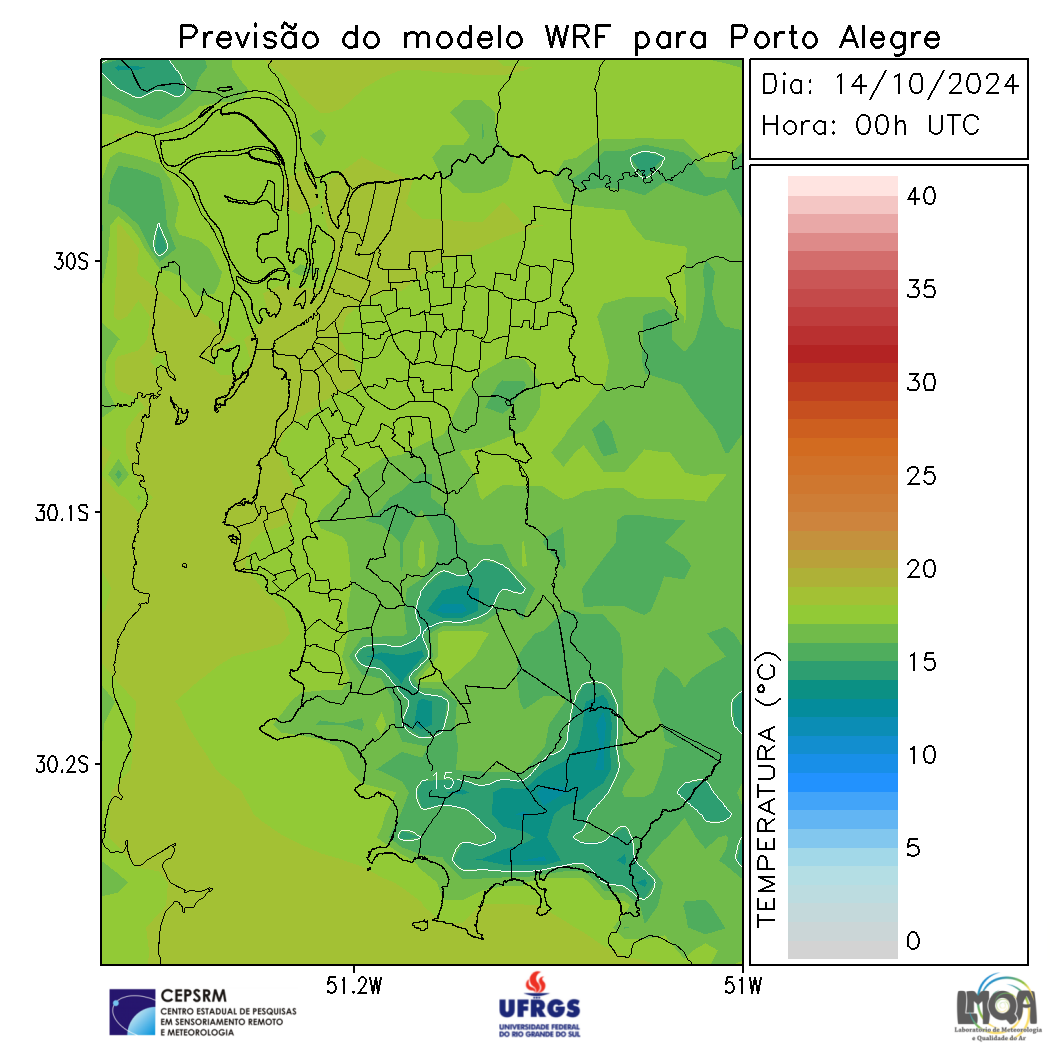 Previsão do modelo WRF para Porto Alegre
Dia: 14/10/2024
Hora: 00h UTC
30S
30.1S
30.2S
51.2W
51W
15
TEMPERATURA (°C)
40
35
30
25
20
15
10
5
0
CEPSRM
CENTRO ESTADUAL DE PESQUISAS
EM SENSORIAMENTO REMOTO
E METEOROLOGIA
UFRGS
UNIVERSIDADE FEDERAL
DO RIO GRANDE DO SUL
LMQA
Laboratório de Meteorologia
e Qualidade do Ar